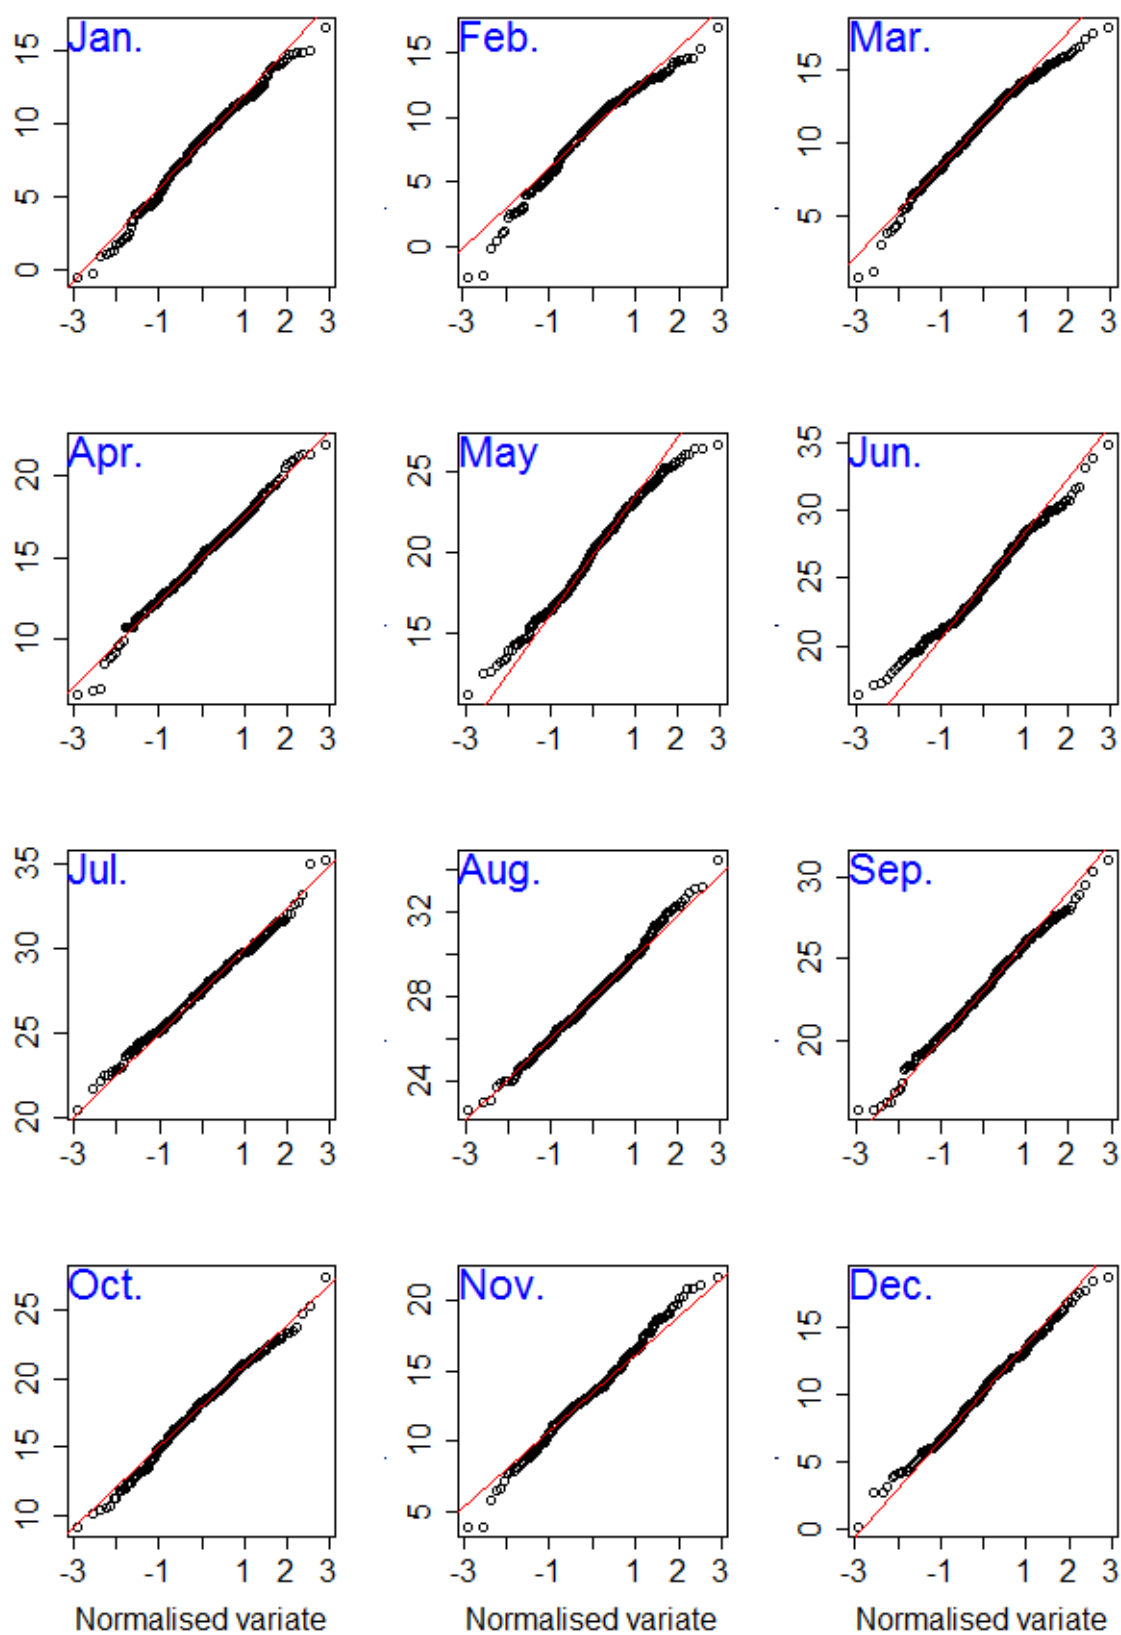 Jan. Feb. Mar.
15 15 15
10 10 10
5 5 5
0 0
-3 -1 1 2 3 -3 -1 1 2 3 -3 -1 1 2 3
Apr. May Jun.
20 25 35
15 20 30
10 15 25
20
-3 -1 1 2 3 -3 -1 1 2 3 -3 -1 1 2 3
Jul. Aug. Sep.
35 32 30
30 28 25
25 24 20
20
-3 -1 1 2 3 -3 -1 1 2 3 -3 -1 1 2 3
Oct. Nov. Dec.
25 20 15
20 15 10
15 10 5
10 5 0
-3 -1 1 2 3 -3 -1 1 2 3 -3 -1 1 2 3
Normalised variate Normalised variate Normalised variate